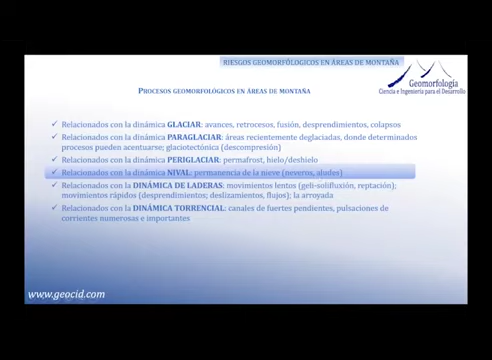 RIESGOS GEOMORFOLÓGICOS EN ÁREAS DE MONTAÑA
Geomorfología
Ciencia e Ingeniería para el Desarrollo
PROCESOS GEOMORFOLÓGICOS EN ÁREAS DE MONTAÑA
✓ Relacionados con la dinámica GLACIAR: avances, retrocesos, fusión, desprendimientos, colapsos
✓ Relacionados con la dinámica PARAGLACIAR: áreas recientemente deglaciadas, donde determinados
procesos pueden acentuarse; glaciotectónica (descompresión)
✓ Relacionados con la dinámica PERIGLACIAR: permafrost, hielo/deshielo
✓ Relacionados con la dinámica NIVAL: permanencia de la nieve (neveros, aludes)
✓ Relacionados con la DINÁMICA DE LADERAS: movimientos lentos (geli-solifluxión, reptación);
movimientos rápidos (desprendimientos; deslizamientos, flujos); la arroyada
✓ Relacionados con la DINÁMICA TORRENCIAL: canales de fuertes pendientes, pulsaciones de
corrientes numerosas e importantes
www.geocid.com